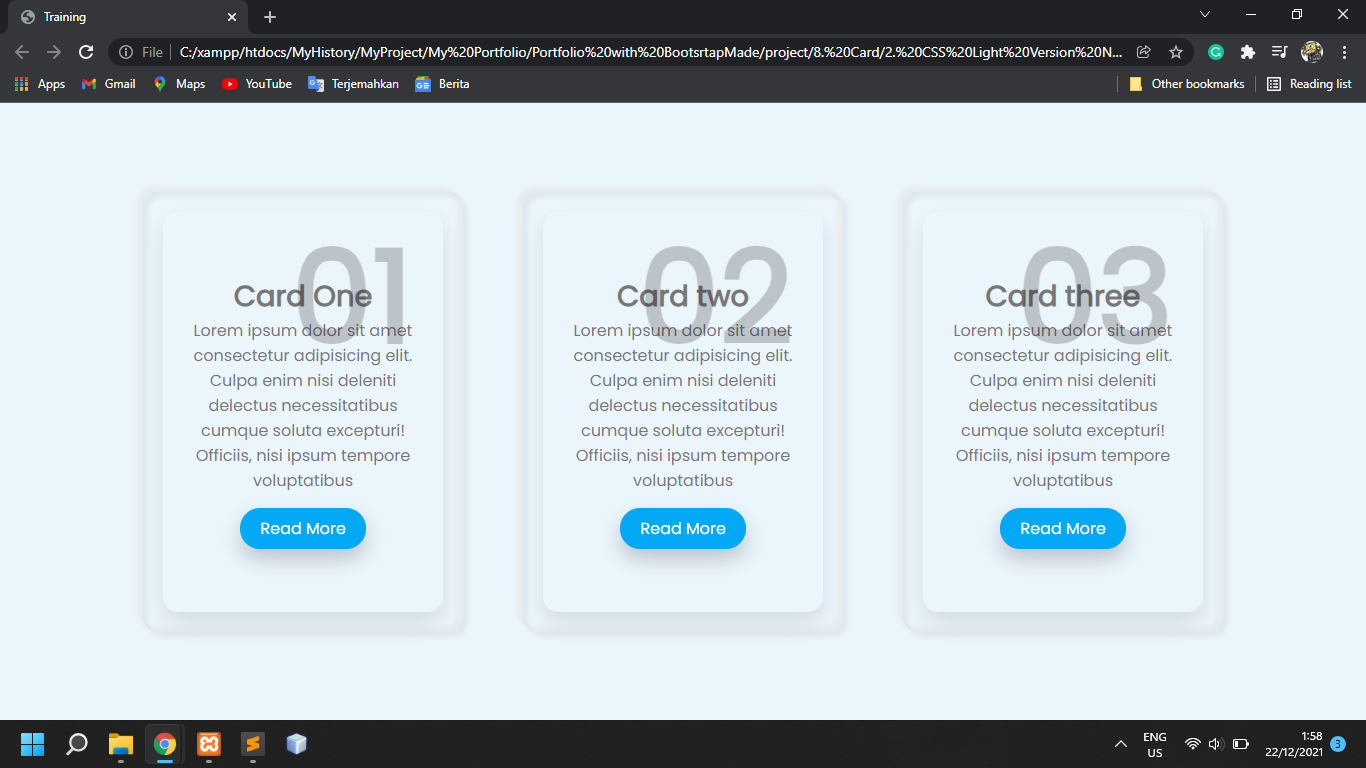 Training
File
C:/xampp/htdocs/MyHistory/MyProject/My%20Portfolio/Portfolio%20with%20BootsrtapMade/project/8.%20Card/2.%20CSS%20Light%20Version%20N...
Apps
Gmail
Maps
YouTube
Terjemahkan
Berita
Other bookmarks
Reading list
01
Card One
Lorem ipsum dolor sit amet
consectetur adipisicing elit.
Culpa enim nisi deleniti
delectus necessitatibus
cumque soluta excepturi!
Officiis, nisi ipsum tempore
voluptatibus
Read More
02
Card two
Lorem ipsum dolor sit amet
consectetur adipisicing elit.
Culpa enim nisi deleniti
delectus necessitatibus
cumque soluta excepturi!
Officiis, nisi ipsum tempore
voluptatibus
Read More
03
Card three
Lorem ipsum dolor sit amet
consectetur adipisicing elit.
Culpa enim nisi deleniti
delectus necessitatibus
cumque soluta excepturi!
Officiis, nisi ipsum tempore
voluptatibus
Read More
ENG
US
1:58
22/12/2021
3